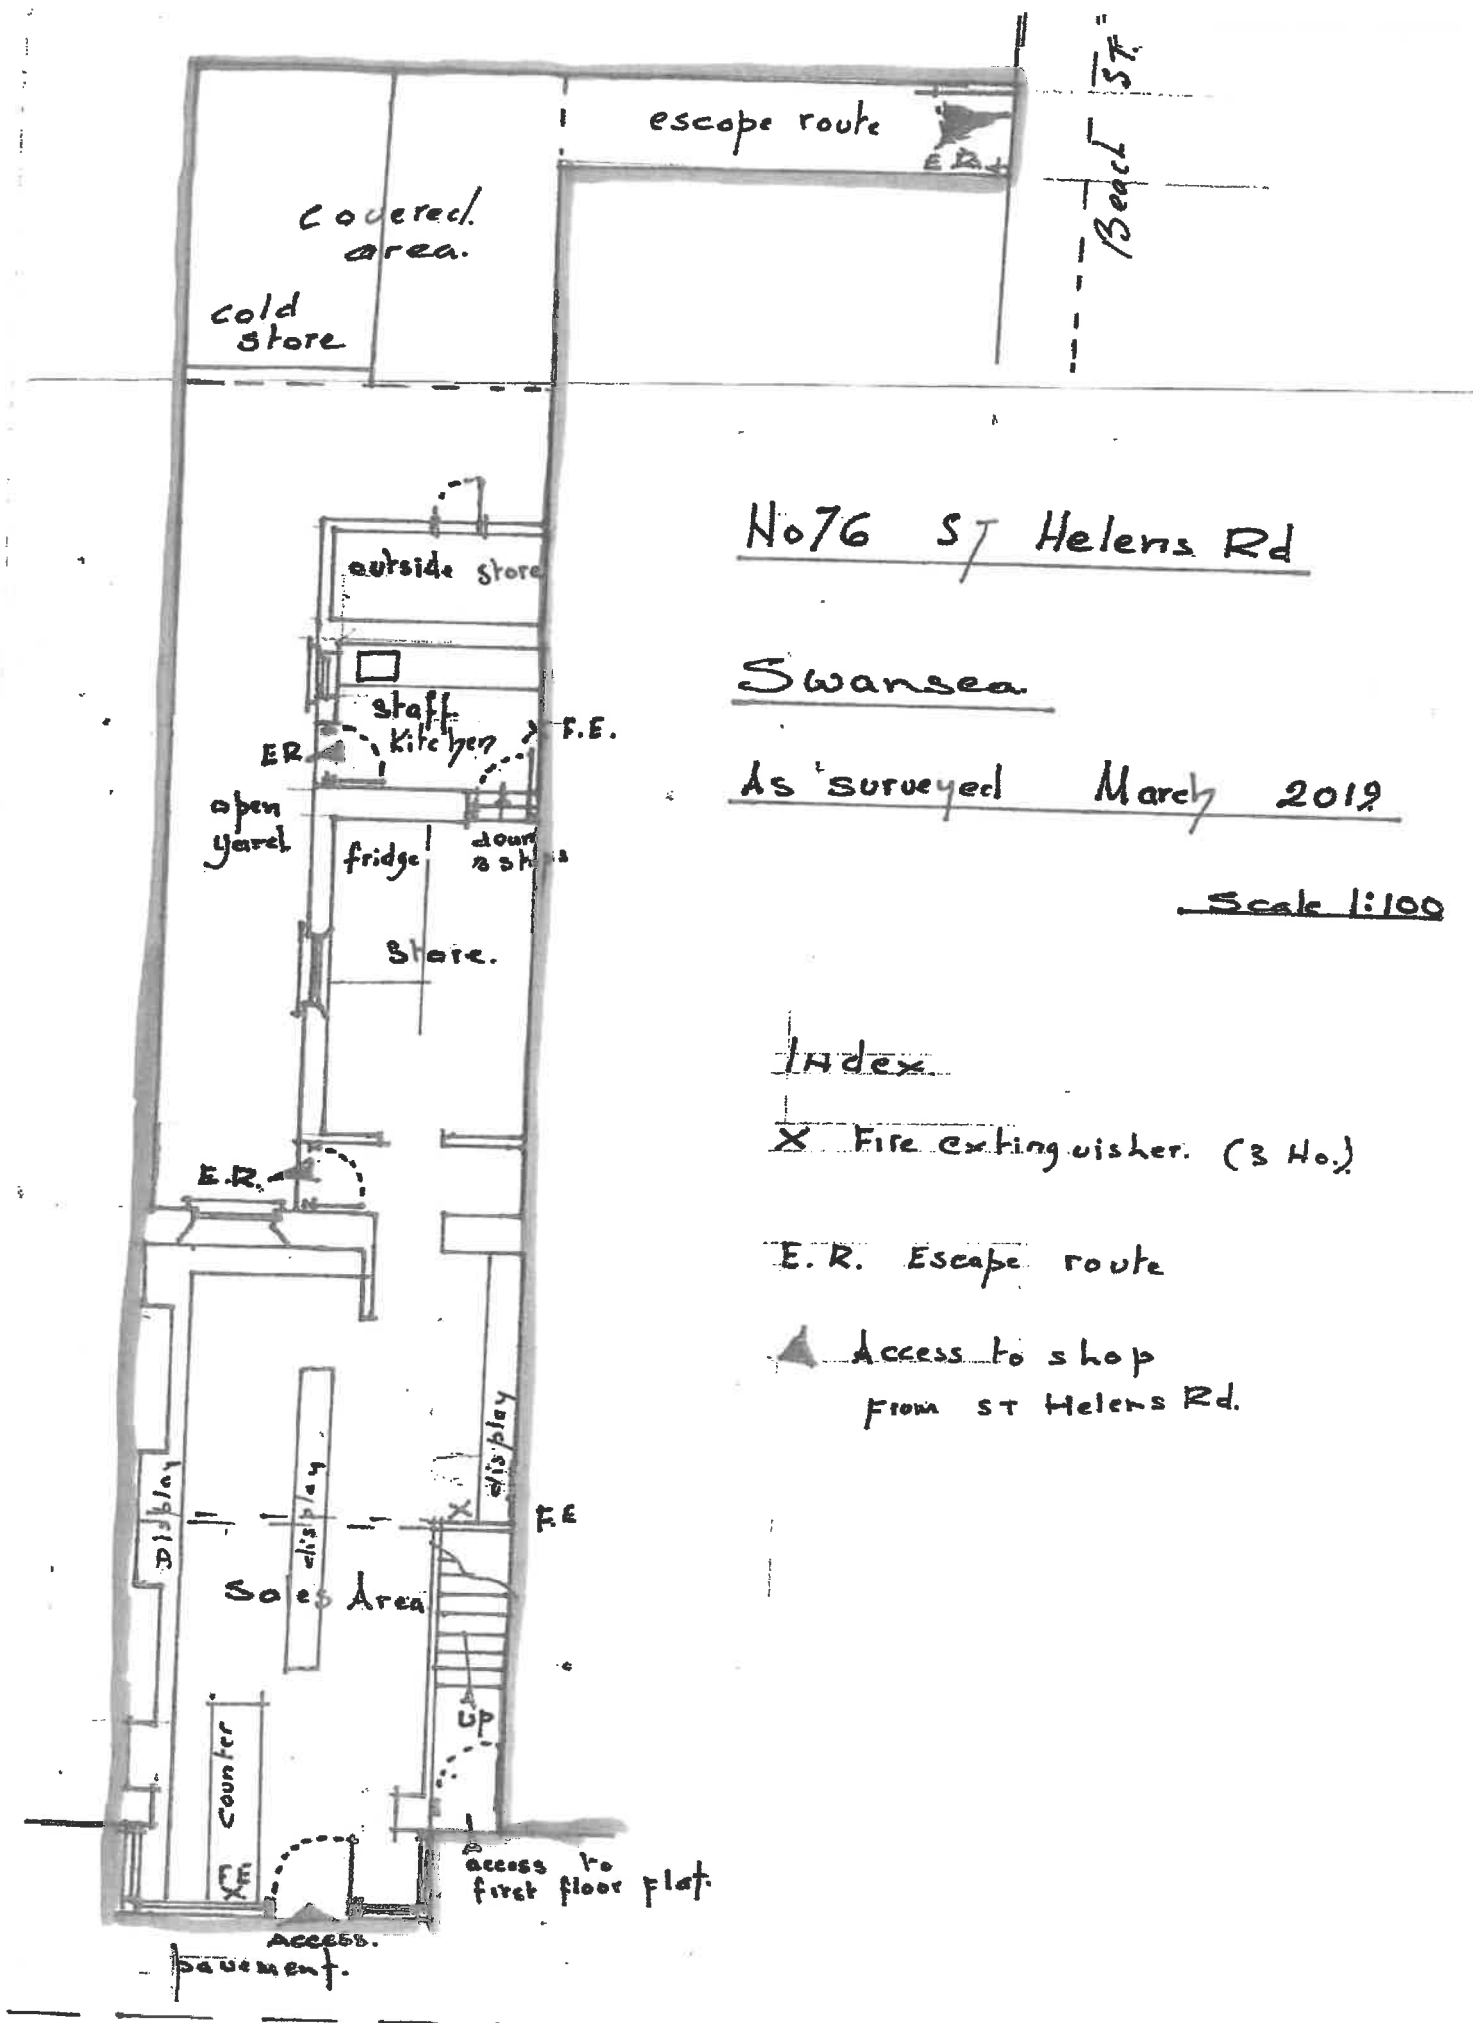 Beach ST."
escape route
E.R.
covered
area.
cold
store
No76 ST Helens Rd
outside store
Swansea
staff
kitchen
F.E.
ER
As surveyed March 2019
open
yard
fridge
down
3 steps
Scale 1:100
Store.
Index
X Fire extinguisher. (3 No.)
E.R.
E.R. Escape route
Access to shop
From ST Helens Rd.
display
Display
display
X
F.E
Sales Area
UP
Counter
X FE
access to
first floor flat.
Access.
pavement.